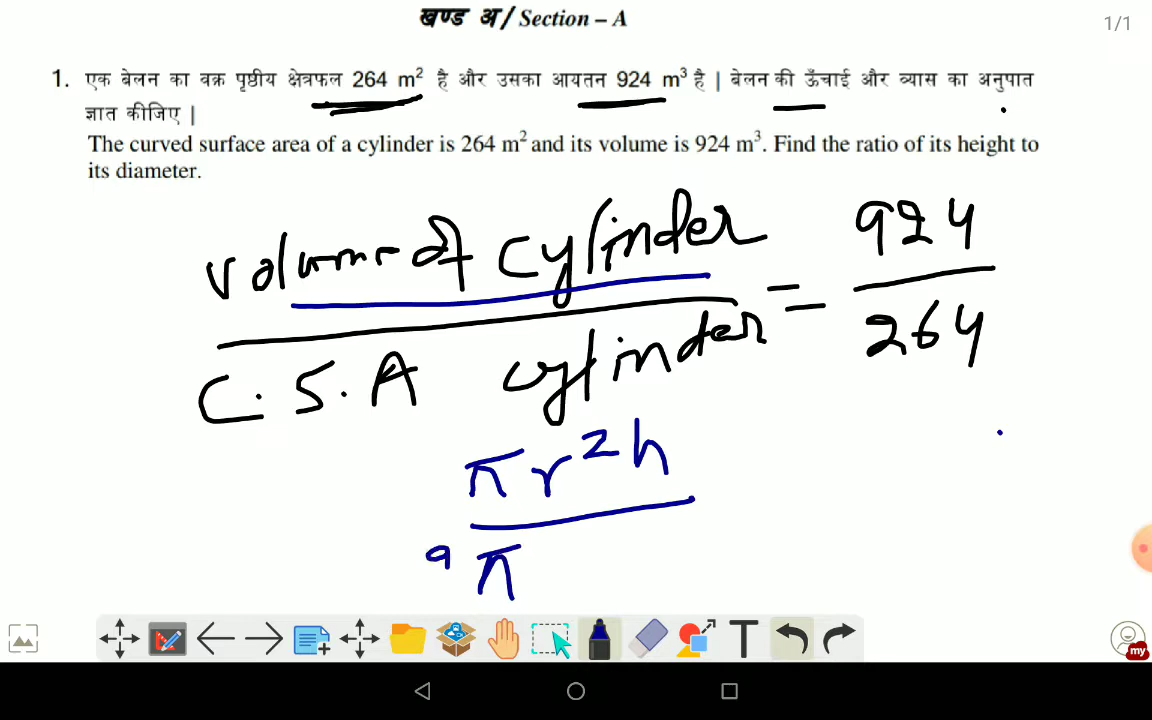 खण्ड अ / Section – A
1/1
1. एक बेलन का वक्र पृष्ठीय क्षेत्रफल 264 m² है और उसका आयतन 924 m³ है | बेलन की ऊँचाई और व्यास का अनुपात
ज्ञात कीजिए |
The curved surface area of a cylinder is 264 m² and its volume is 924 m³. Find the ratio of its height to
its diameter.
volume of cylinder = 924
C.S.A cylinder 264
πr²h
π
T
my